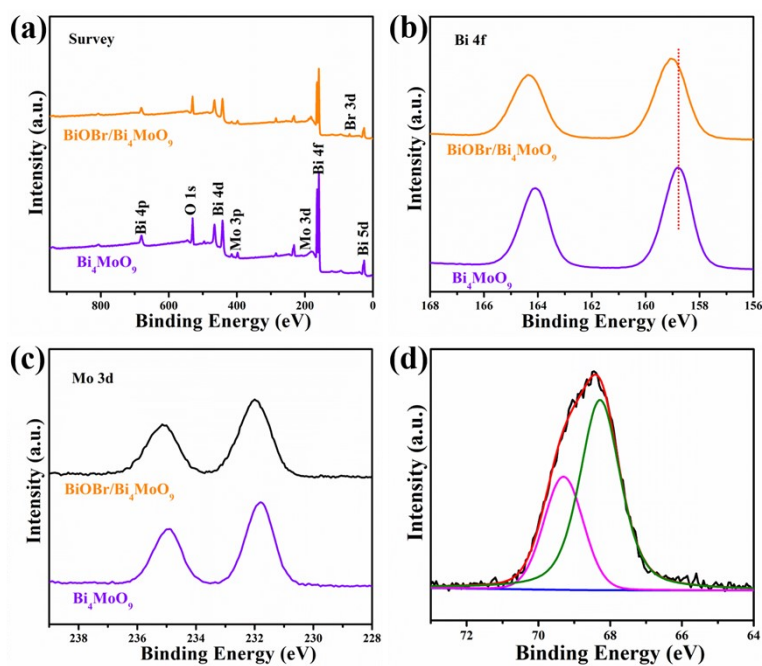 (a)
Survey
BiOBr/Bi₄MoO₉
Br 3d
Bi 4p
O 1s
Bi 4d
Mo 3p
Mo 3d
Bi 4f
Bi 5d
Bi₄MoO₉
Intensity (a.u.)
800 600 400 200 0
Binding Energy (eV)
(b)
Bi 4f
BiOBr/Bi₄MoO₉
Bi₄MoO₉
Intensity (a.u.)
168 166 164 162 160 158 156
Binding Energy (eV)
(c)
Mo 3d
BiOBr/Bi₄MoO₉
Bi₄MoO₉
Intensity (a.u.)
238 236 234 232 230 228
Binding Energy (eV)
(d)
Intensity (a.u.)
72 70 68 66 64
Binding Energy (eV)